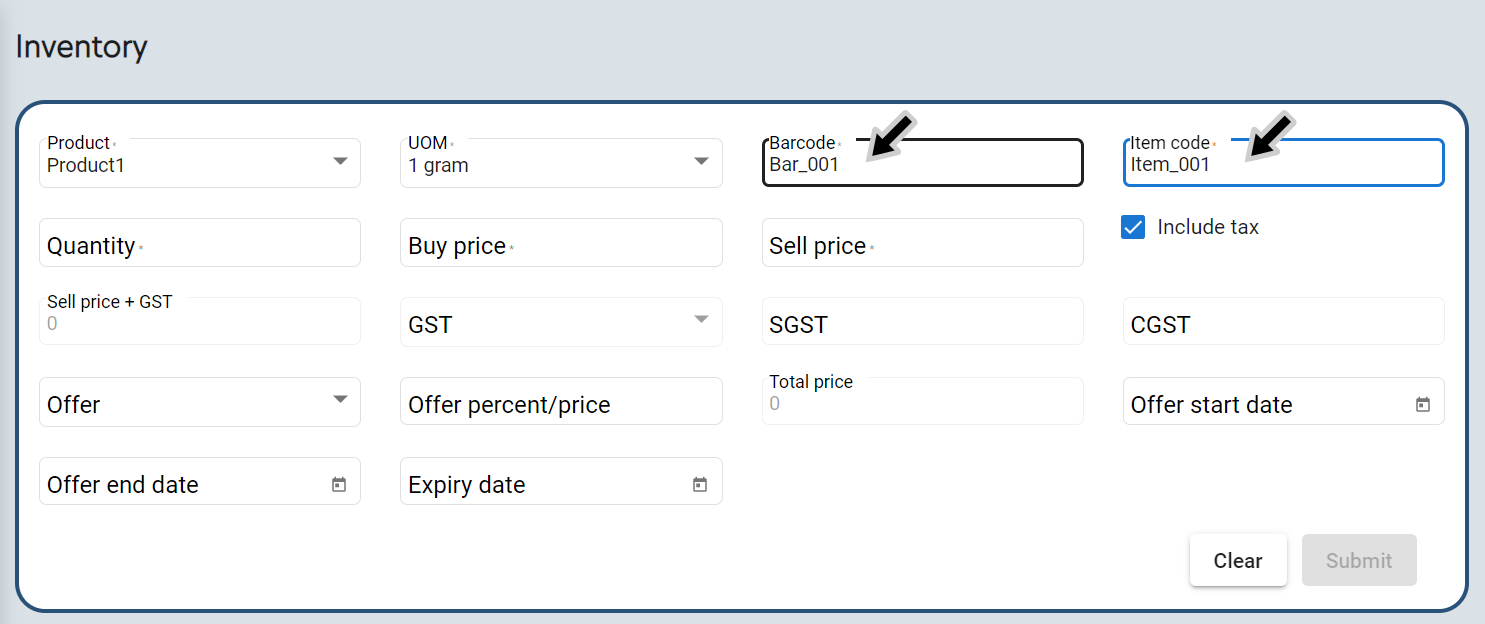 Inventory
Product* UOM* Barcode* Item code*
Product1 1 gram Bar_001 Item_001
Quantity* Buy price* Sell price* Include tax
Sell price + GST
0 GST SGST CGST
Offer Offer percent/price Total price
0 Offer start date
Offer end date Expiry date
Clear Submit